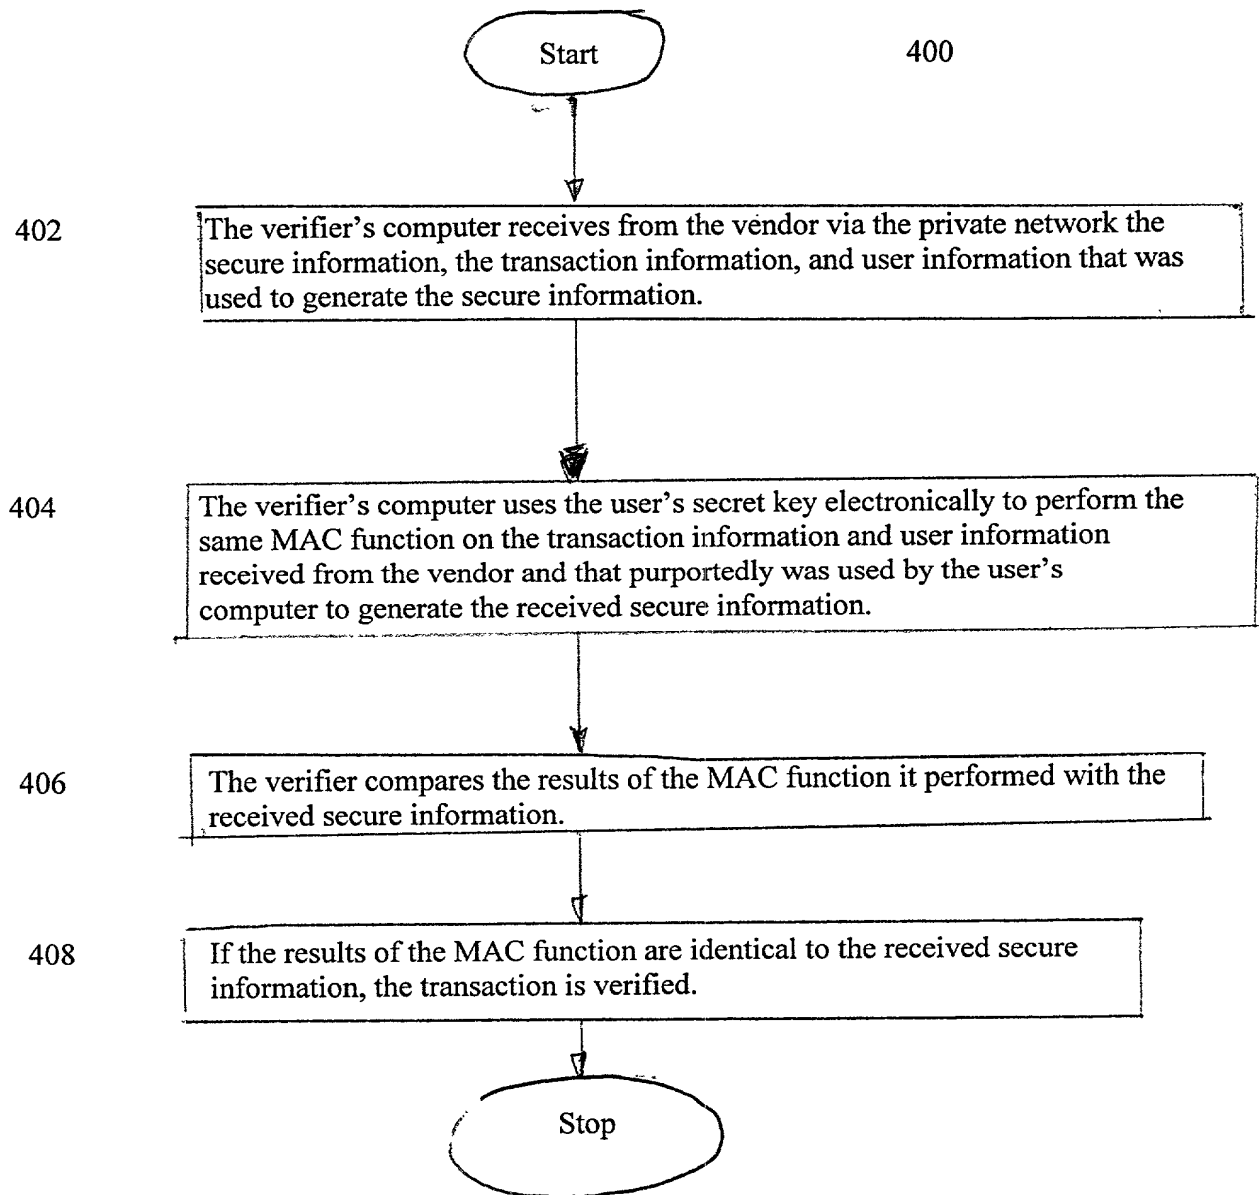 Start
400
402
The verifier's computer receives from the vendor via the private network the
secure information, the transaction information, and user information that was
used to generate the secure information.
404
The verifier's computer uses the user's secret key electronically to perform the
same MAC function on the transaction information and user information
received from the vendor and that purportedly was used by the user's
computer to generate the received secure information.
406
The verifier compares the results of the MAC function it performed with the
received secure information.
408
If the results of the MAC function are identical to the received secure
information, the transaction is verified.
Stop